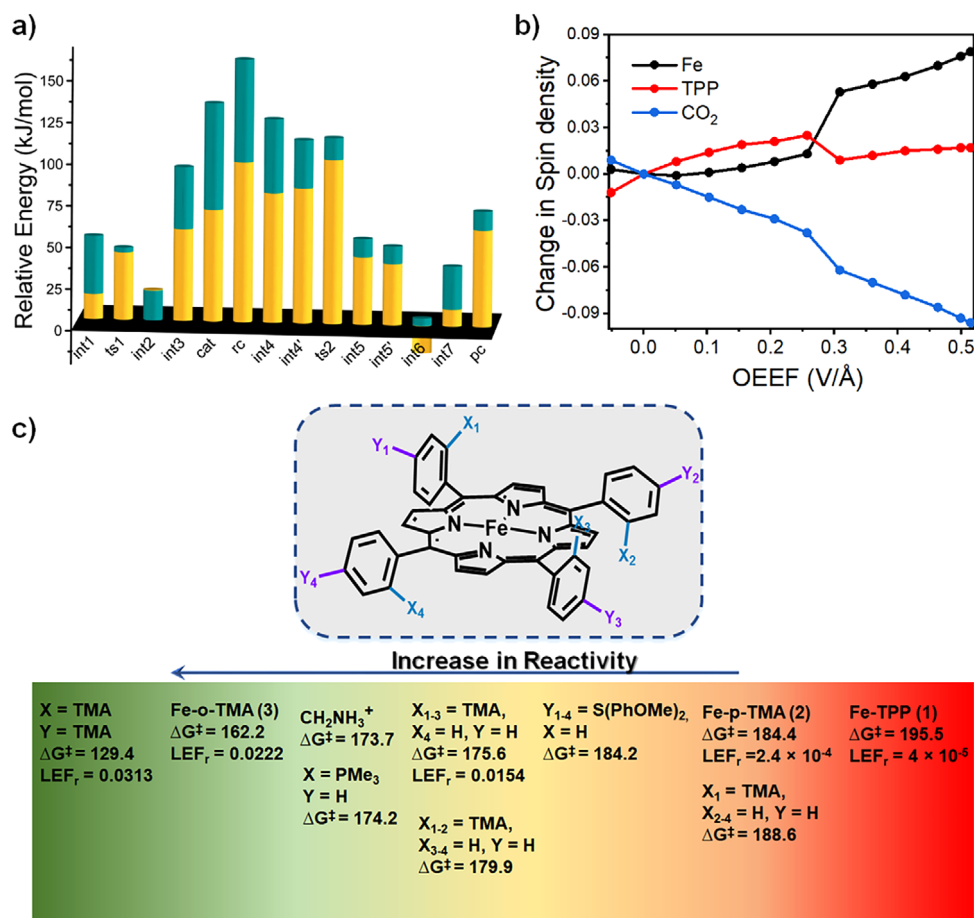 a)
Relative Energy (kJ/mol)
150
100
50
0
int1
ts1
int2
int3
cat
rc
int4
int4'
ts2
int5
int5'
int6
int7
pc
b)
Change in Spin density
0.09
0.06
0.03
0.00
-0.03
-0.06
-0.09
Fe
TPP
CO₂
0.0 0.1 0.2 0.3 0.4 0.5
OEEF (V/Å)
c)
X₁
Y₁
Y₂
N
N
Fe
N
N
X₃
X₂
Y₄
X₄
Y₃
Increase in Reactivity
X = TMA
Y = TMA
ΔG‡ = 129.4
LEFᵣ = 0.0313
Fe-o-TMA (3)
ΔG‡ = 162.2
LEFᵣ = 0.0222
CH₂NH₃⁺
ΔG‡ = 173.7
X = PMe₃
Y = H
ΔG‡ = 174.2
X₁₋₃ = TMA,
X₄ = H, Y = H
ΔG‡ = 175.6
LEFᵣ = 0.0154
X₁₋₂ = TMA,
X₃₋₄ = H, Y = H
ΔG‡ = 179.9
Y₁₋₄ = S(PhOMe)₂,
X = H
ΔG‡ = 184.2
Fe-p-TMA (2)
ΔG‡ = 184.4
LEFᵣ =2.4 × 10⁻⁴
X₁ = TMA,
X₂₋₄ = H, Y = H
ΔG‡ = 188.6
Fe-TPP (1)
ΔG‡ = 195.5
LEFᵣ = 4 × 10⁻⁵